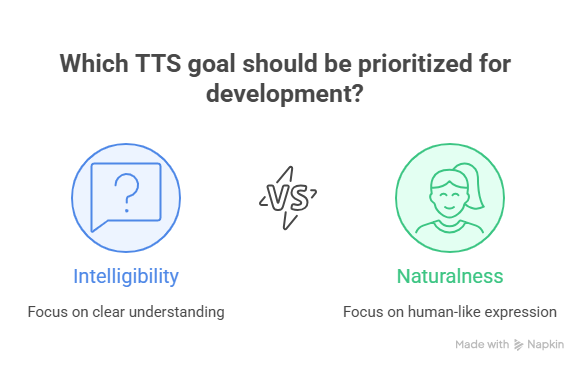 Which TTS goal should be prioritized for
development?
?
VS
?
Intelligibility
Naturalness
Focus on clear understanding
Focus on human-like expression
Made with Napkin